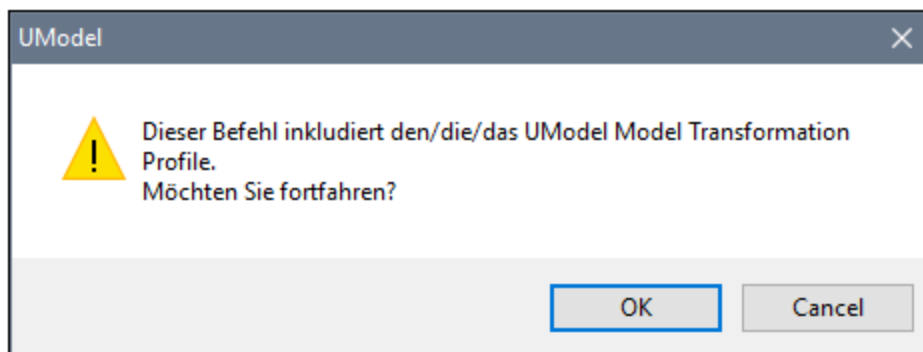 UModel
Dieser Befehl inkludiert den/die/das UModel Model Transformation
Profile.
Möchten Sie fortfahren?
OK
Cancel